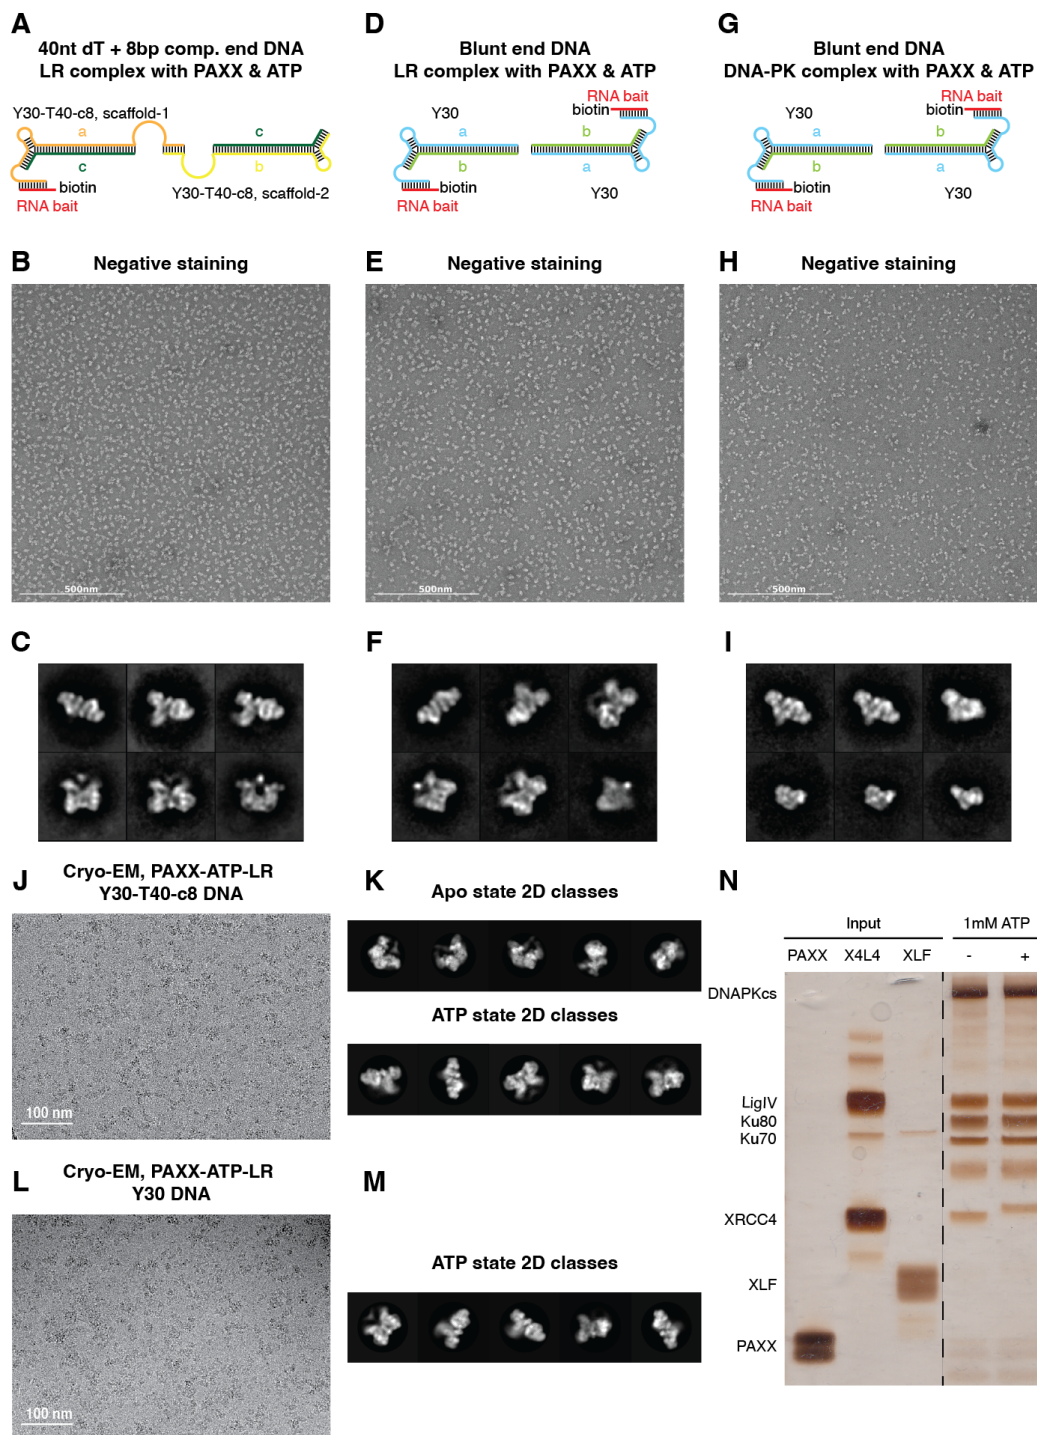 A
40nt dT + 8bp comp. end DNA
LR complex with PAXX & ATP
Y30-T40-c8, scaffold-1
a
c
c
b
biotin
RNA bait
Y30-T40-c8, scaffold-2
D
Blunt end DNA
LR complex with PAXX & ATP
RNA bait
biotin
Y30
a
b
b
a
biotin
Y30
RNA bait
G
Blunt end DNA
DNA-PK complex with PAXX & ATP
RNA bait
biotin
Y30
a
b
b
a
biotin
Y30
RNA bait
B
Negative staining
500nm
E
Negative staining
500nm
H
Negative staining
500nm
C
F
I
J
Cryo-EM, PAXX-ATP-LR
Y30-T40-c8 DNA
100 nm
K
Apo state 2D classes
ATP state 2D classes
L
Cryo-EM, PAXX-ATP-LR
Y30 DNA
100 nm
M
ATP state 2D classes
N
Input
1mM ATP
PAXX X4L4 XLF - +
DNAPKcs
LigIV
Ku80
Ku70
XRCC4
XLF
PAXX